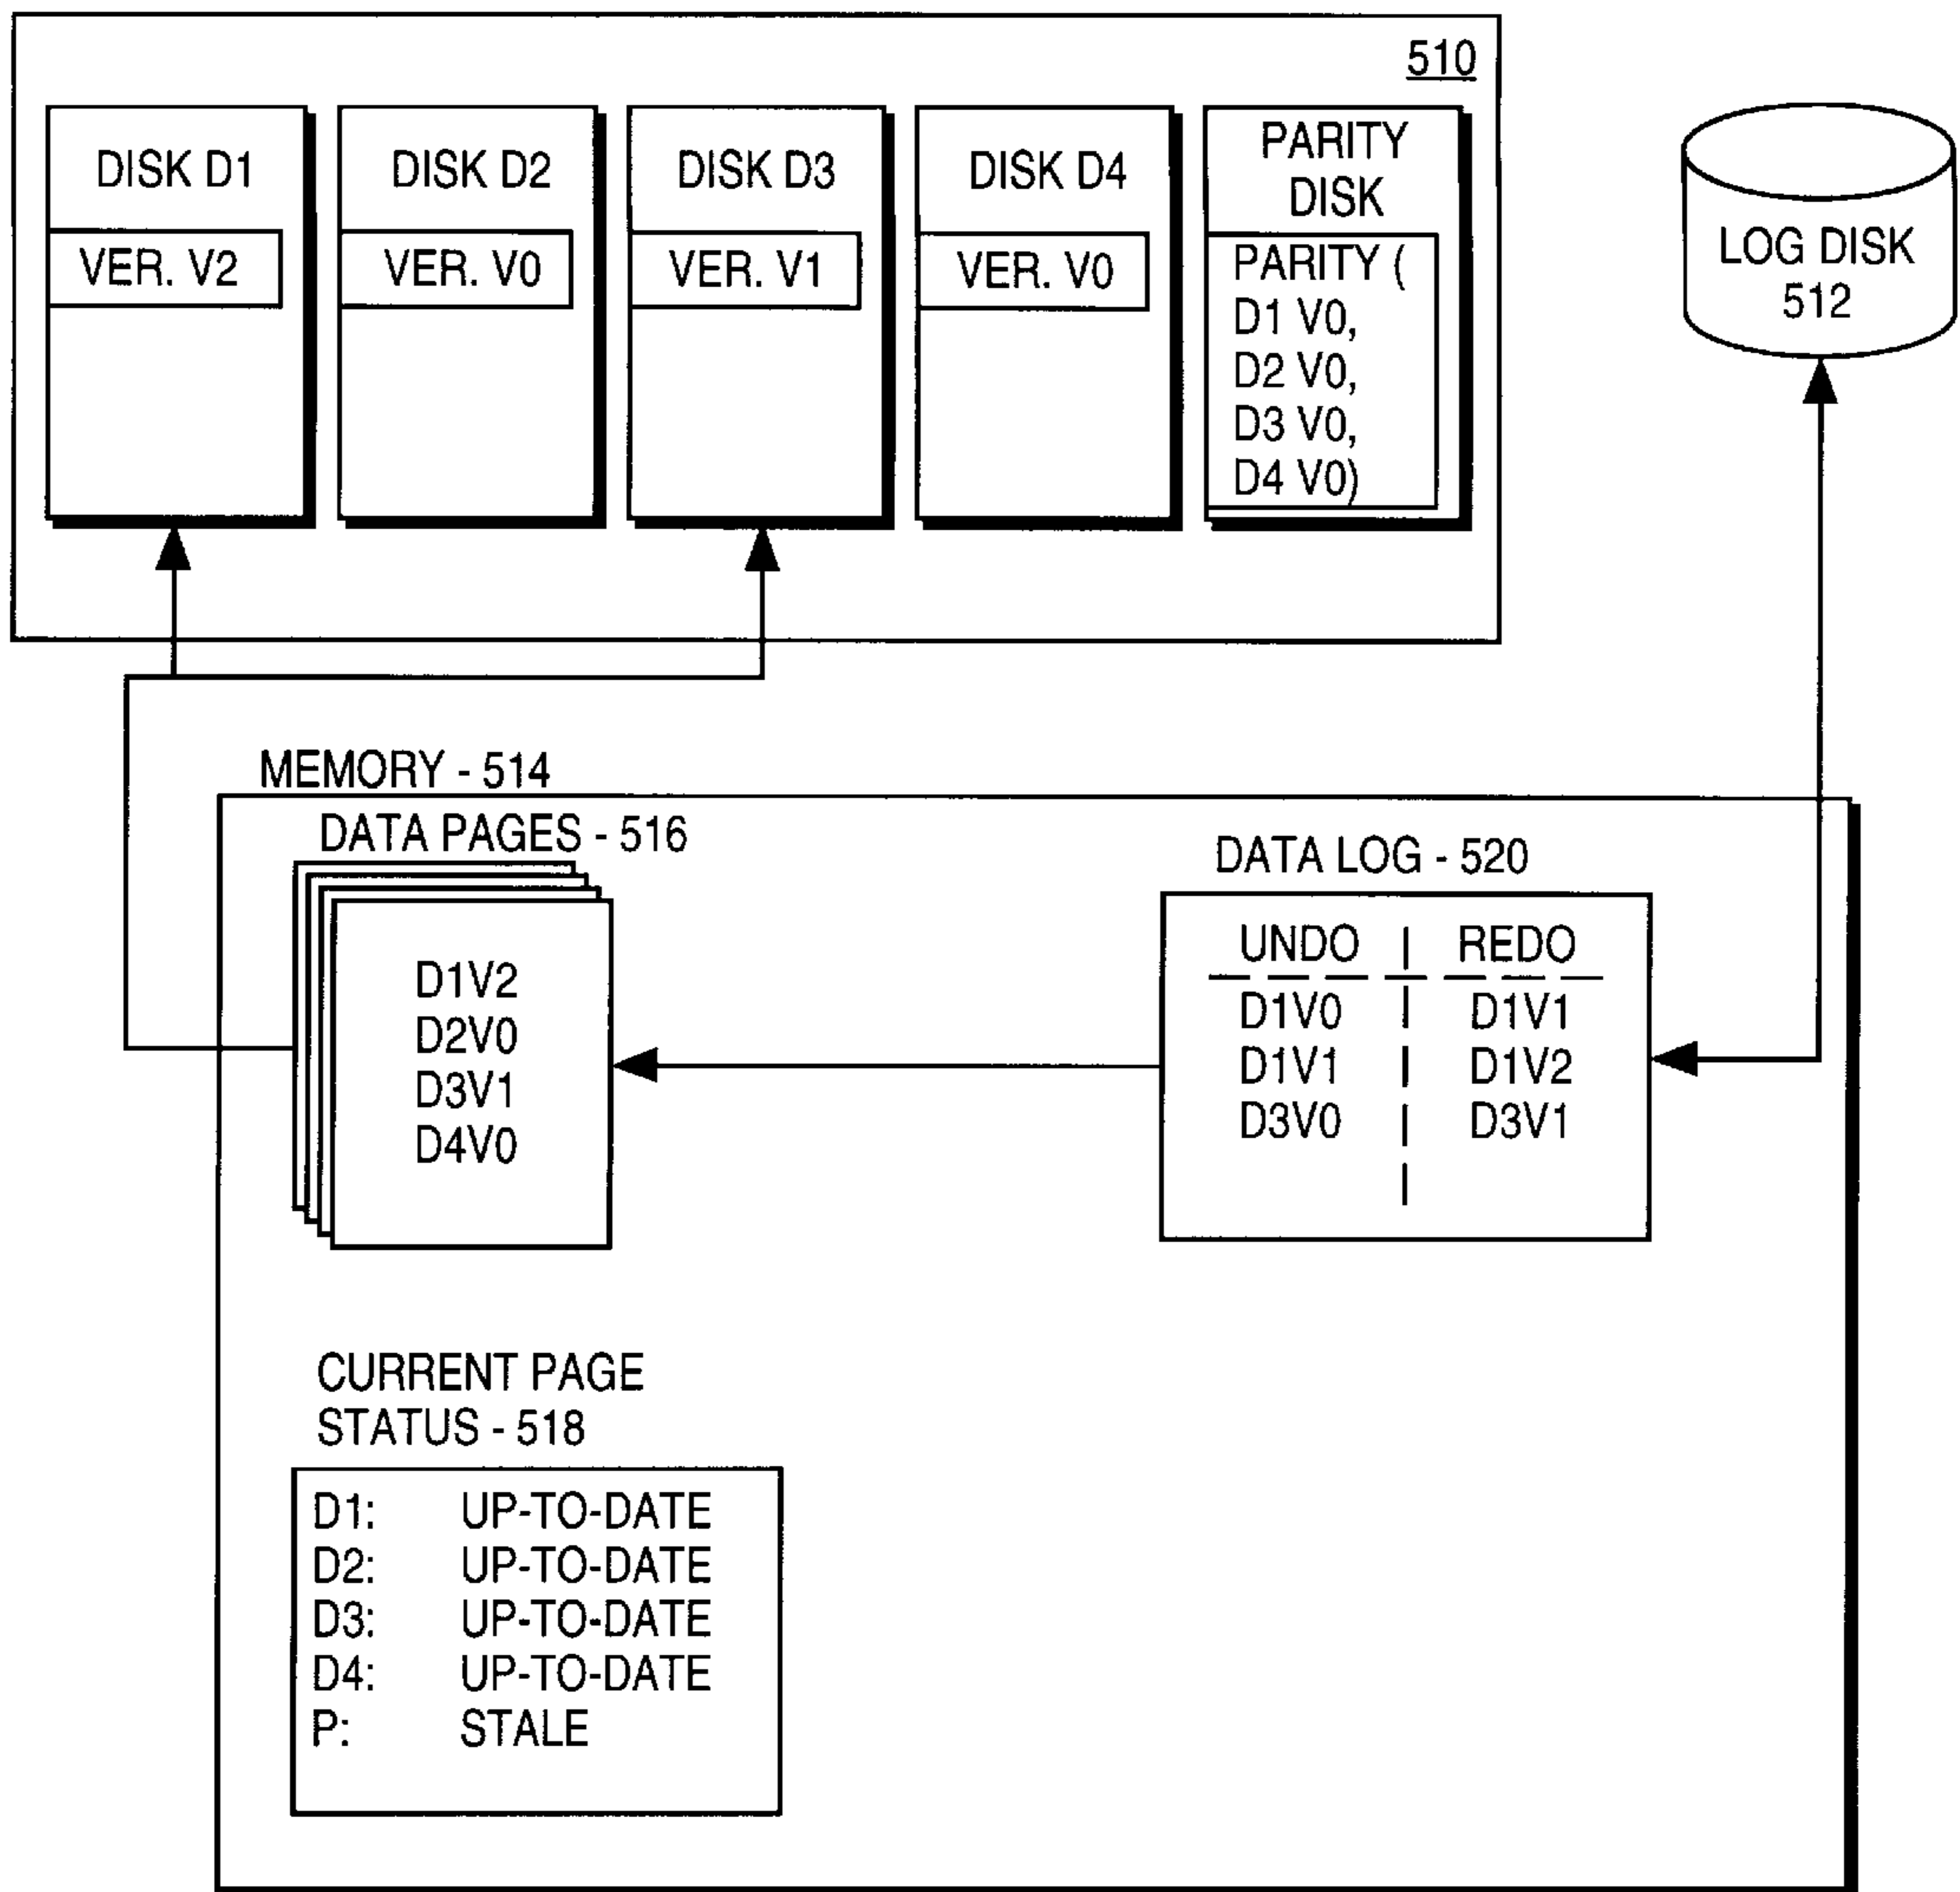 510
DISK D1
VER. V2
DISK D2
VER. V0
DISK D3
VER. V1
DISK D4
VER. V0
PARITY
DISK
PARITY (
D1 V0,
D2 V0,
D3 V0,
D4 V0)
LOG DISK
512
MEMORY - 514
DATA PAGES - 516
D1V2
D2V0
D3V1
D4V0
DATA LOG - 520
UNDO | REDO
D1V0 | D1V1
D1V1 | D1V2
D3V0 | D3V1
CURRENT PAGE
STATUS - 518
D1: UP-TO-DATE
D2: UP-TO-DATE
D3: UP-TO-DATE
D4: UP-TO-DATE
P: STALE